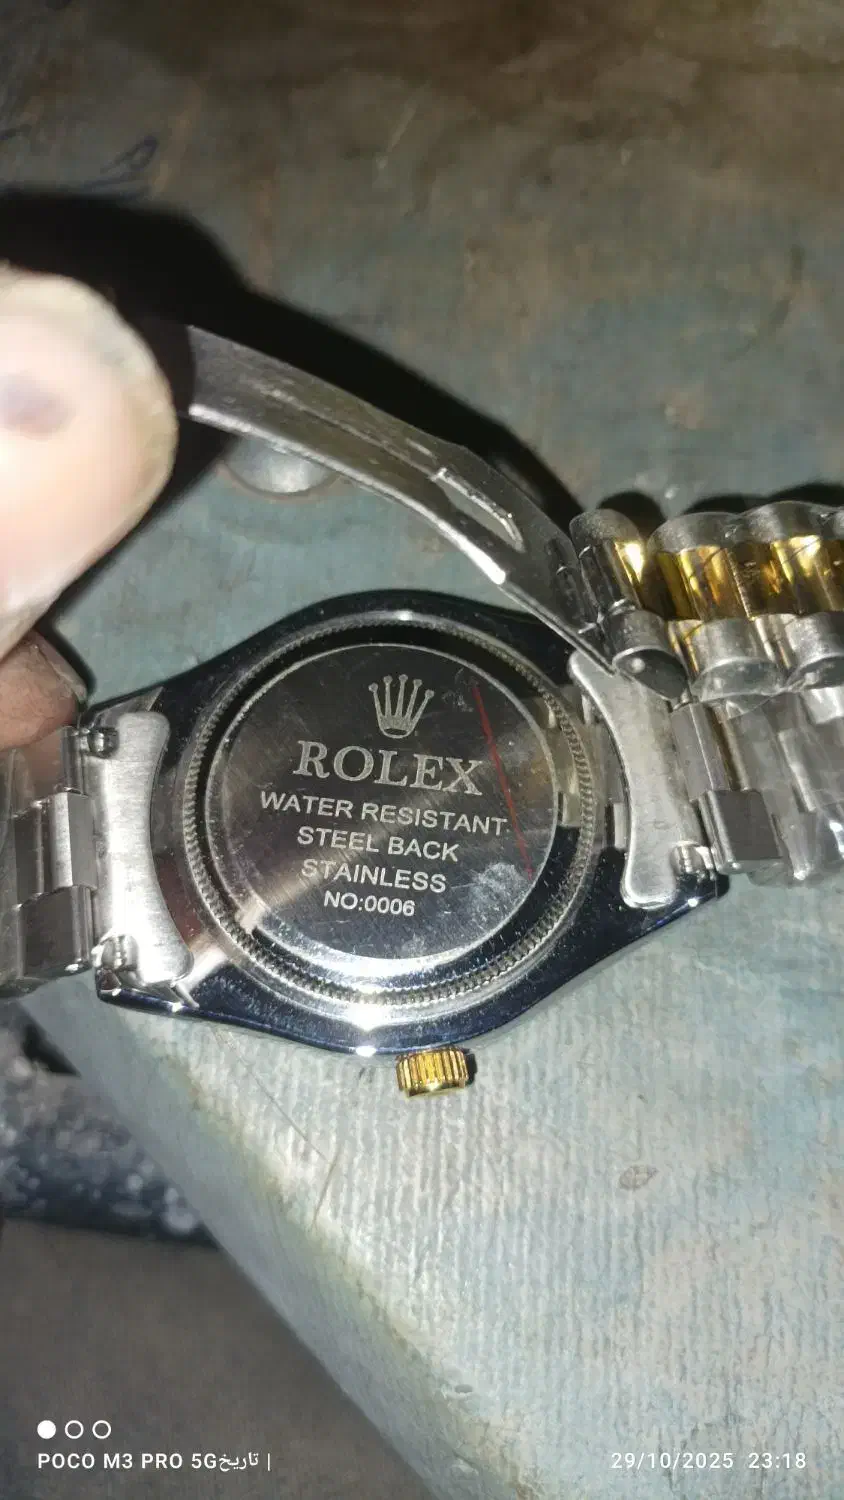 ROLEX
WATER RESISTANT
STEEL BACK
STAINLESS
NO:0006
POCO M3 PRO 5G تاريخ |
29/10/2025 23:18